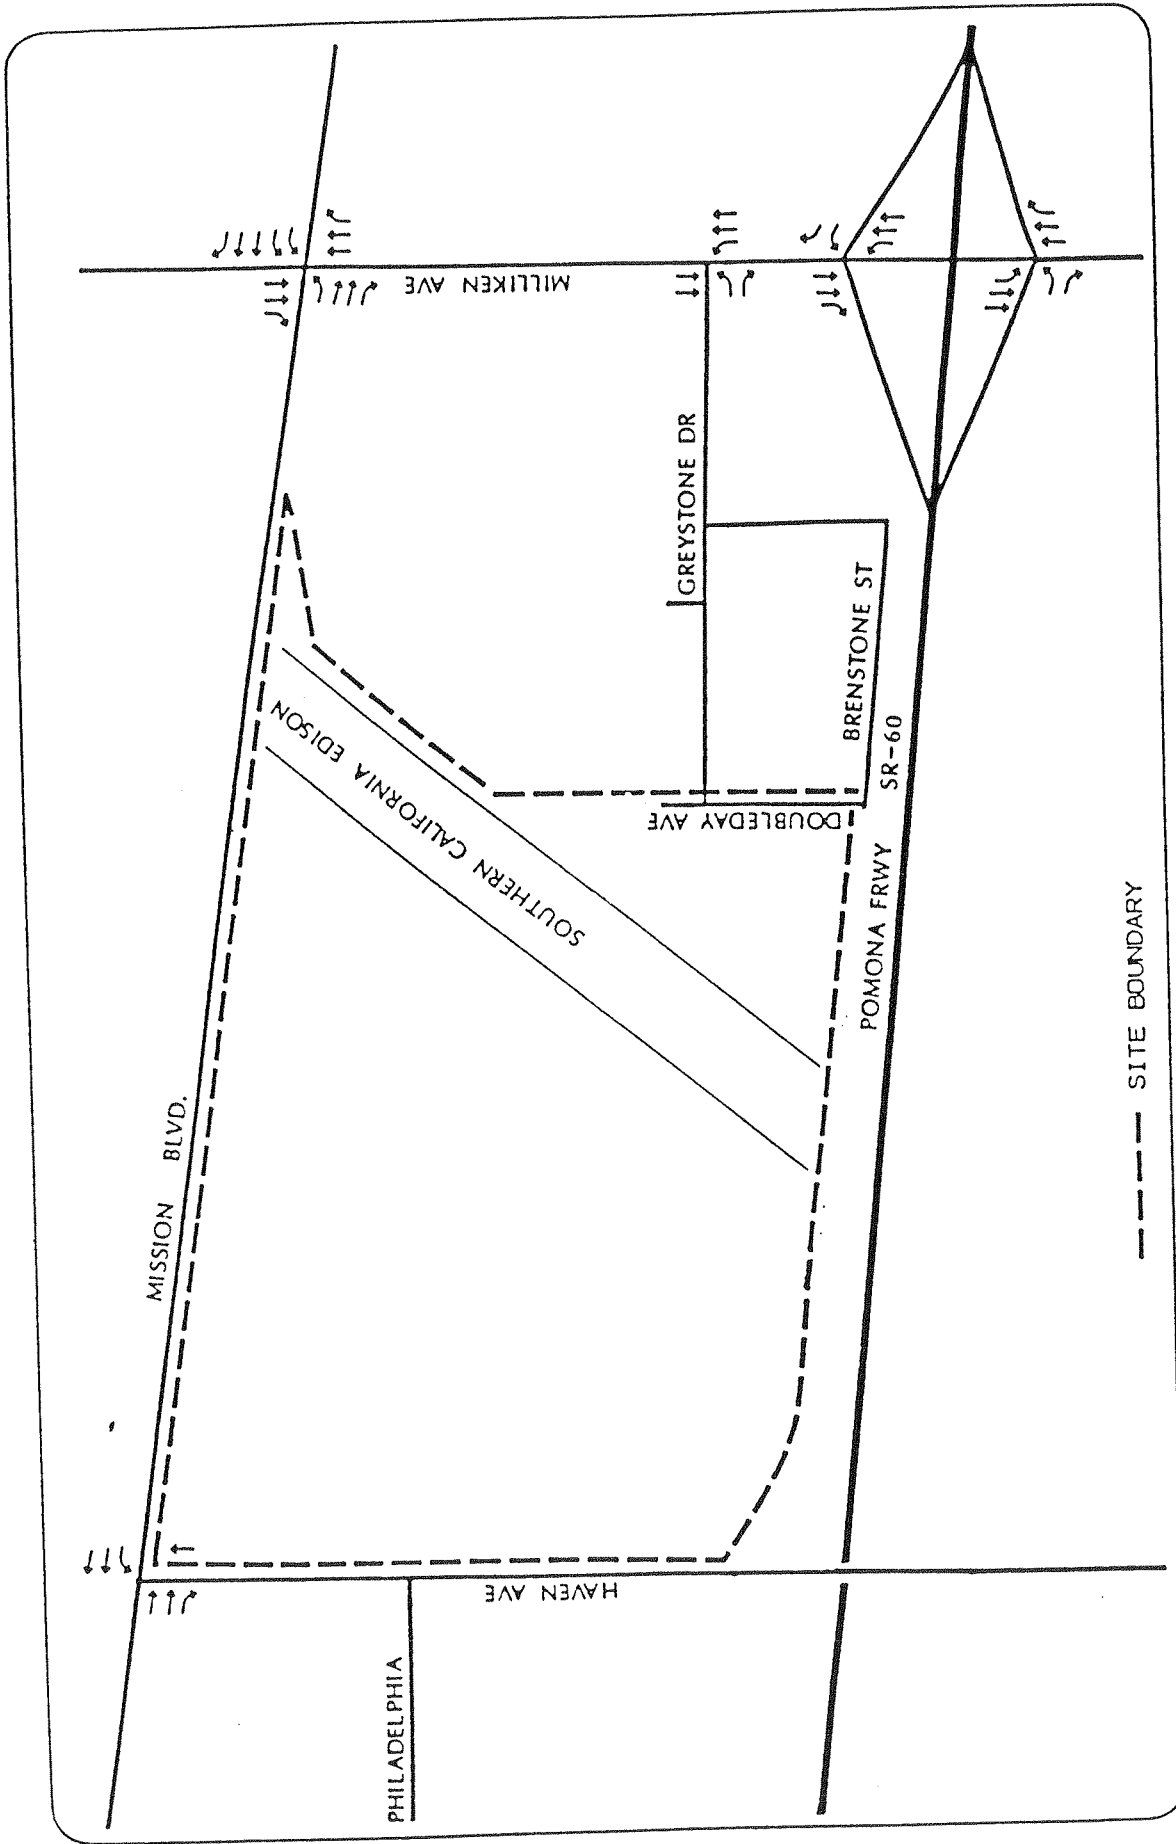 MISSION BLVD.
MILLIKEN AVE
SOUTHERN CALIFORNIA EDISON
GREYSTONE DR
BRENSTONE ST
DOUBLEDAY AVE
POMONA FRWY SR-60
HAVEN AVE
PHILADELPHIA
SITE BOUNDARY